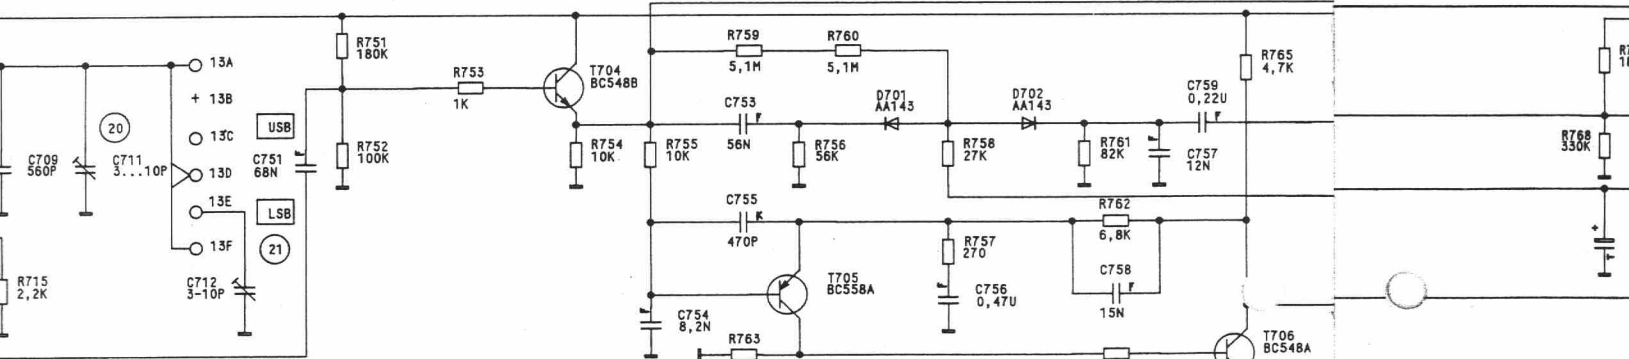 R751
180K
R753
1K
T704
BC548B
R759
5,1M
R760
5,1M
R765
4,7K
13A
+ 13B
13C
13D
13E
13F
20
21
USB
LSB
C709
560P
C711
3...10P
C751
68N
R752
100K
R754
10K
R755
10K
C753
56N
R756
56K
D701
AA143
D702
AA143
R758
27K
R761
82K
C759
0,22U
C757
12N
R768
330K
C755
470P
R762
6,8K
R757
270
C758
15N
C756
0,47U
T705
BC558A
C754
8,2N
R763
T706
BC548A
R715
2,2K
C712
3-10P
+